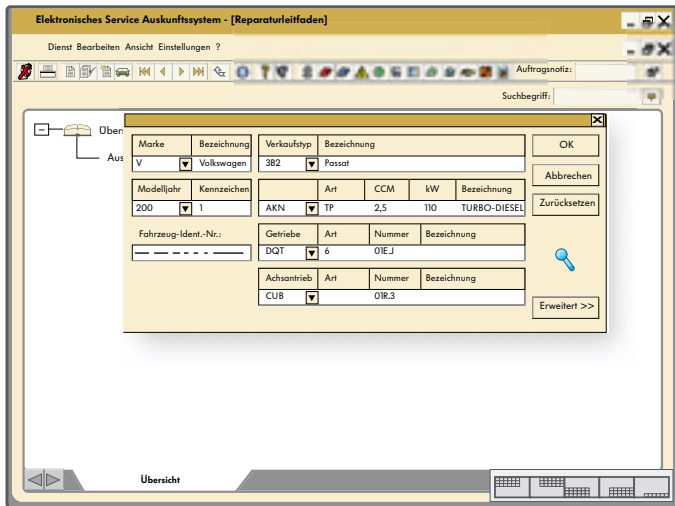 Elektronisches Service Auskunftssystem - [Reparaturleitfaden]
Dienst Bearbeiten Ansicht Einstellungen ?
Auftragsnotiz:
Suchbegriff:
Marke Bezeichnung Verkaufstyp Bezeichnung OK
V Volkswagen 3B2 Passat
Abbrechen
Modelljahr Kennzeichen Art CCM kW Bezeichnung
200 1 AKN TP 2,5 110 TURBO-DIESEL Zurücksetzen
Fahrzeug-Ident.-Nr.: Getriebe Art Nummer Bezeichnung
DQT 6 01E.J
Achsantrieb Art Nummer Bezeichnung
CUB 01R.3 Erweitert >>
Übersicht